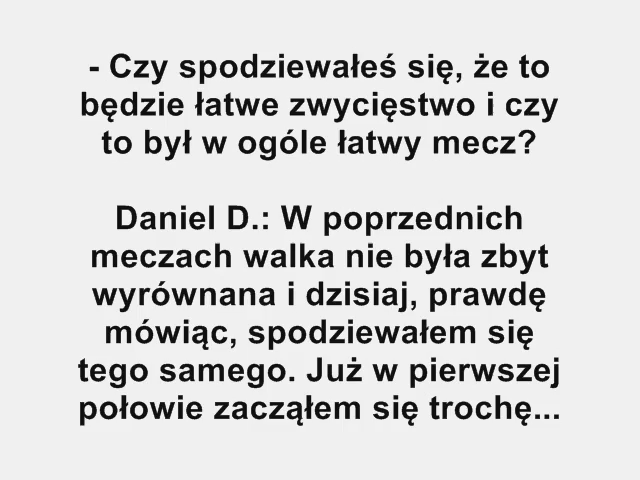 - Czy spodziewałeś się, że to
będzie łatwe zwycięstwo i czy
to był w ogóle łatwy mecz?
Daniel D.: W poprzednich
meczach walka nie była zbyt
wyrównana i dzisiaj, prawdę
mówiąc, spodziewałem się
tego samego. Już w pierwszej
połowie zacząłem się trochę...